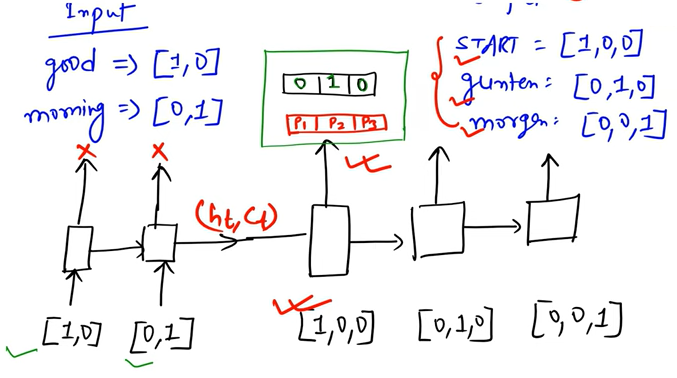 Input
good => [1,0]
morning => [0,1]
START = [1,0,0]
gunten = [0,1,0]
morgen = [0,0,1]
0 | 1 | 0
P1 | P2 | P3
x x
(ht, Ct)
[1,0] [0,1] [1,0,0] [0,1,0] [0,0,1]